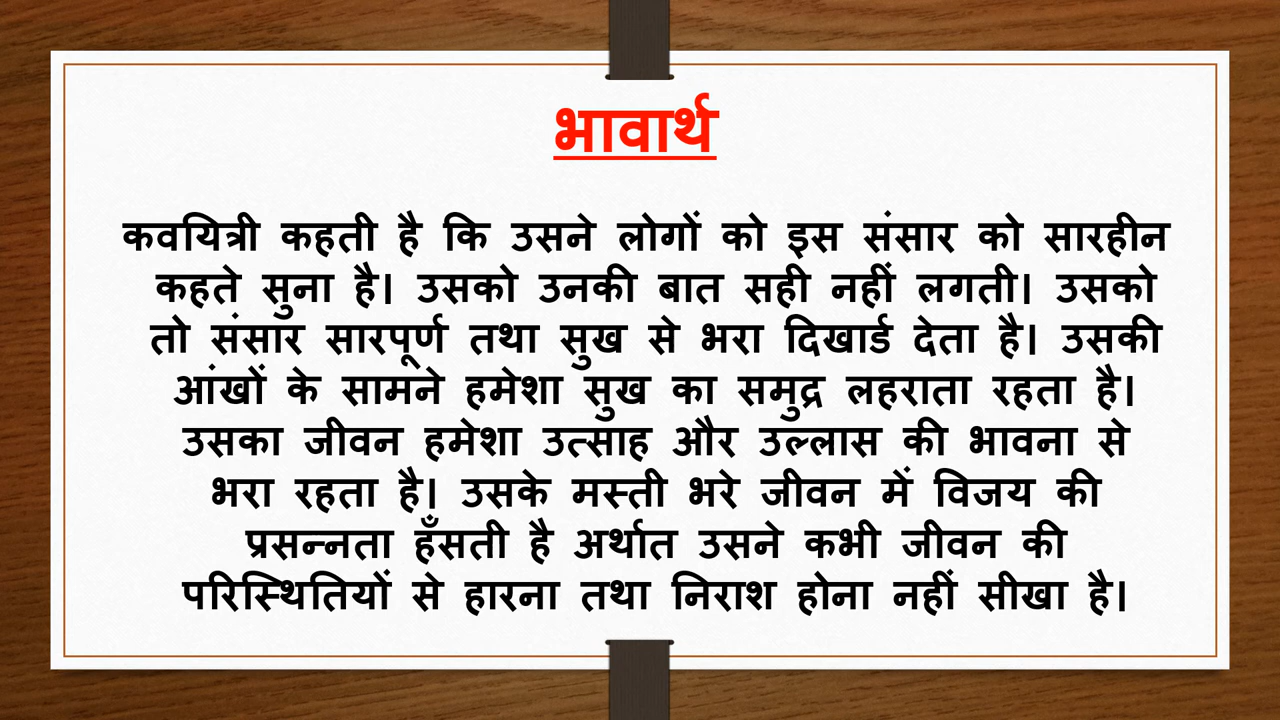 भावार्थ
कवयित्री कहती है कि उसने लोगों को इस संसार को सारहीन
कहते सुना है। उसको उनकी बात सही नहीं लगती। उसको
तो संसार सारपूर्ण तथा सुख से भरा दिखार्ड देता है। उसकी
आंखों के सामने हमेशा सुख का समुद्र लहराता रहता है।
उसका जीवन हमेशा उत्साह और उल्लास की भावना से
भरा रहता है। उसके मस्ती भरे जीवन में विजय की
प्रसन्नता हँसती है अर्थात उसने कभी जीवन की
परिस्थितियों से हारना तथा निराश होना नहीं सीखा है।